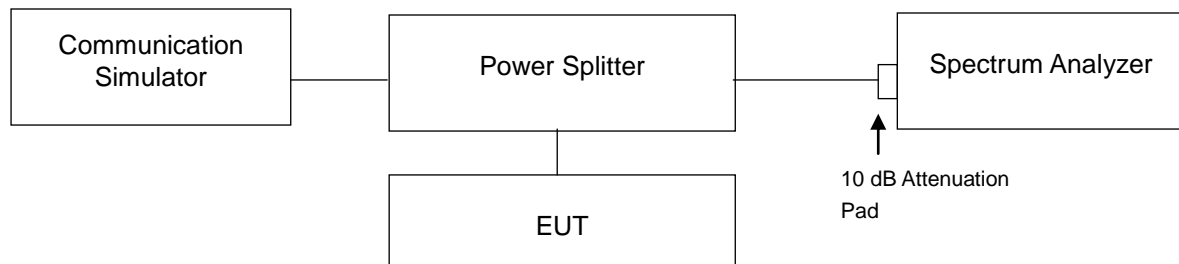 Communication
Simulator
Power Splitter
Spectrum Analyzer
10 dB Attenuation
Pad
EUT